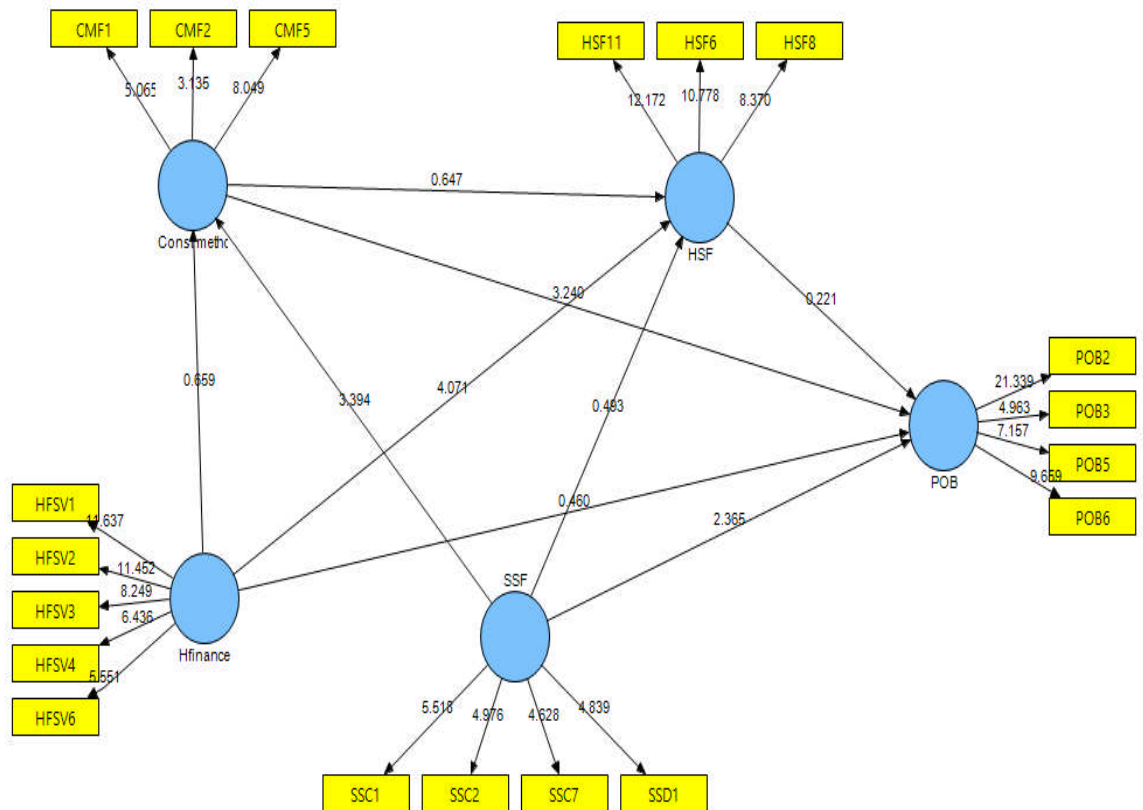 CMF1 CMF2 CMF5
HSF11 HSF6 HSF8
5.065 3.135 8.049
12.172 10.778 8.370
0.647
HSF
3.240 0.221
0.659 4.071 3.394 0.493
POB2
21.339
4.963 POB3
7.157
POB5
9.659
POB
POB6
0.460
2.365
HFSV1
11.637
HFSV2
11.452
8.249
HFSV3
6.436
HFSV4
5.551
HFSV6
Hfinance
SSF
5.518 4.976 4.628 4.839
SSC1 SSC2 SSC7 SSD1